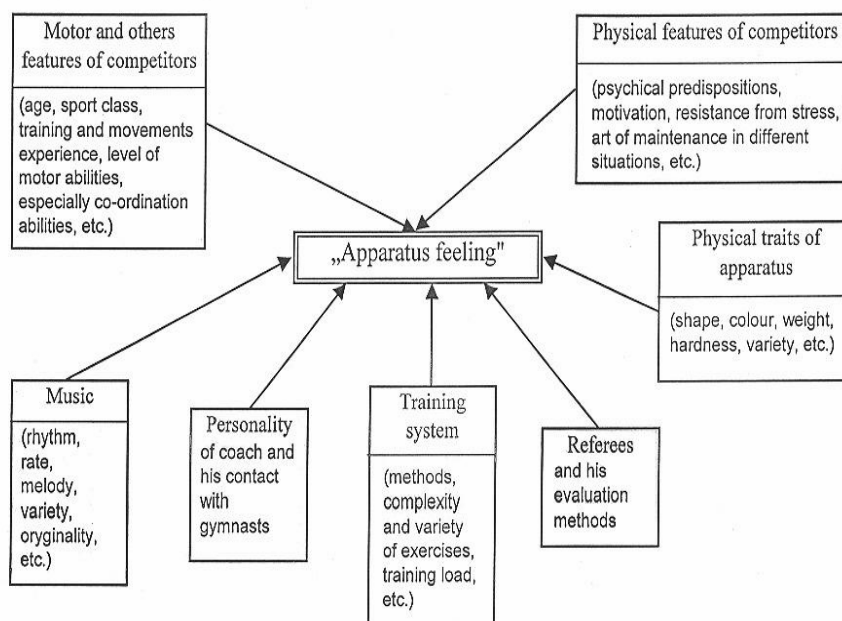 Motor and others
features of competitors
(age, sport class,
training and movements
experience, level of
motor abilities,
especially co-ordination
abilities, etc.)
Physical features of competitors
(psychical predispositions,
motivation, resistance from stress,
art of maintenance in different
situations, etc.)
„Apparatus feeling"
Physical traits of
apparatus
(shape, colour, weight,
hardness, variety, etc.)
Music
(rhythm,
rate,
melody,
variety,
oryginality,
etc.)
Personality
of coach and
his contact
with
gymnasts
Training
system
(methods,
complexity
and variety
of exercises,
training load,
etc.)
Referees
and his
evaluation
methods